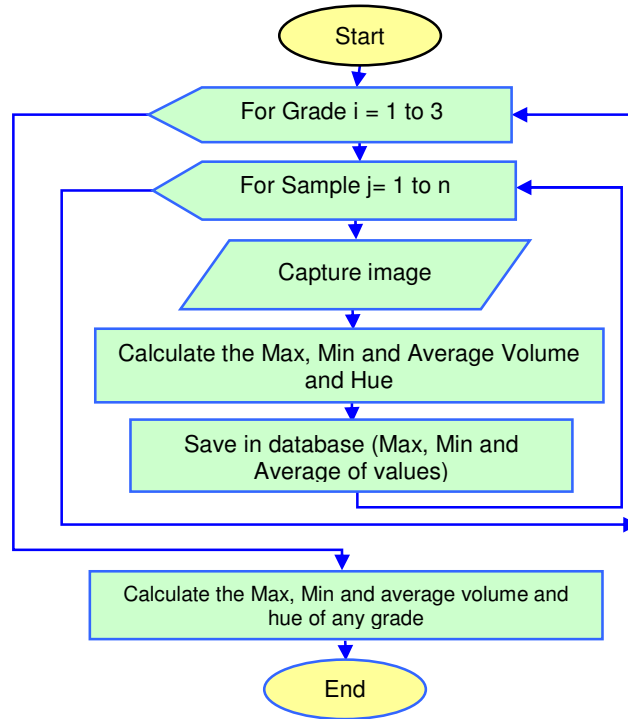 Start
For Grade i = 1 to 3
For Sample j= 1 to n
Capture image
Calculate the Max, Min and Average Volume
and Hue
Save in database (Max, Min and
Average of values)
Calculate the Max, Min and average volume and
hue of any grade
End